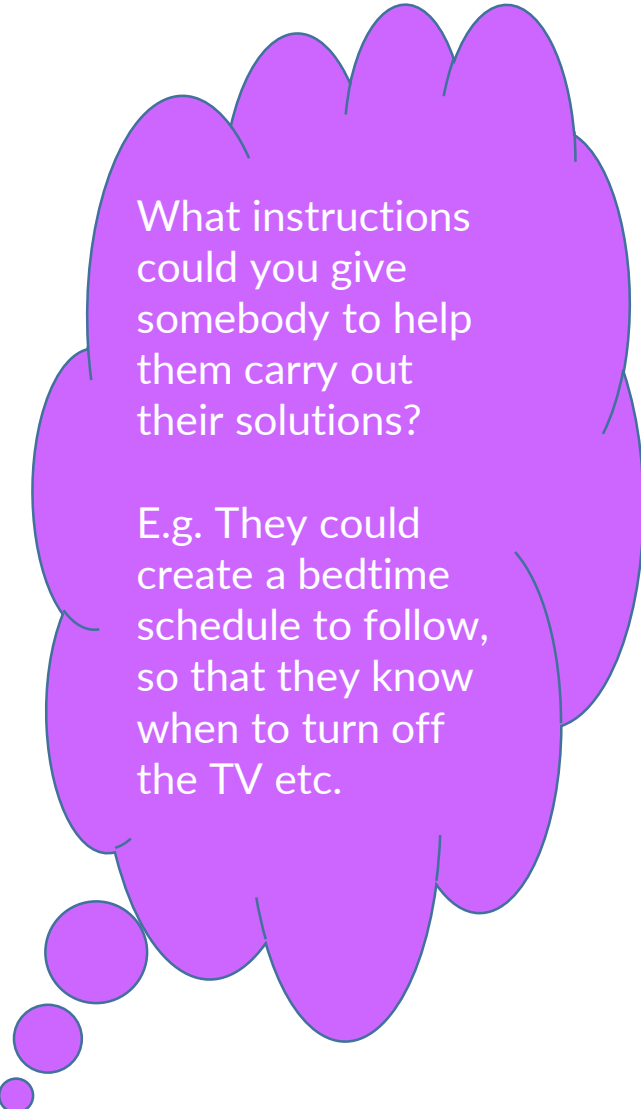 What instructions
could you give
somebody to help
them carry out
their solutions?
E.g. They could
create a bedtime
schedule to follow,
so that they know
when to turn off
the TV etc.